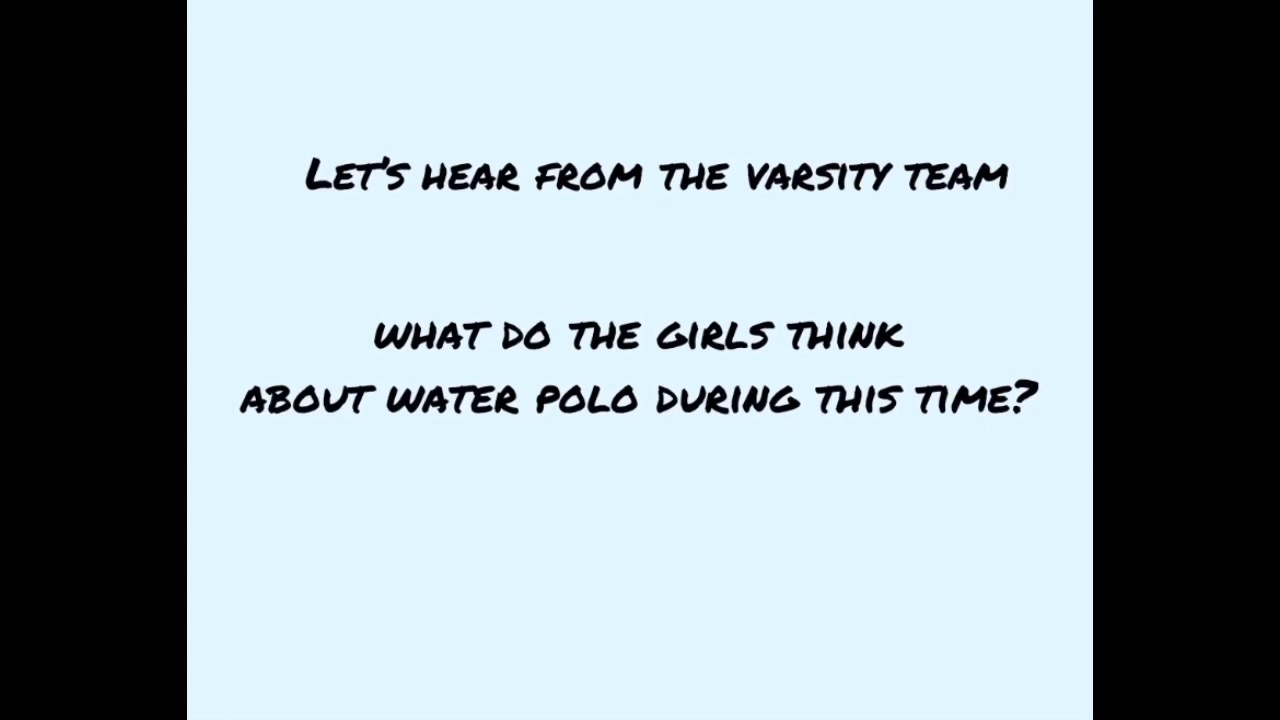 Let's hear from the varsity team
what do the girls think
about water polo during this time?